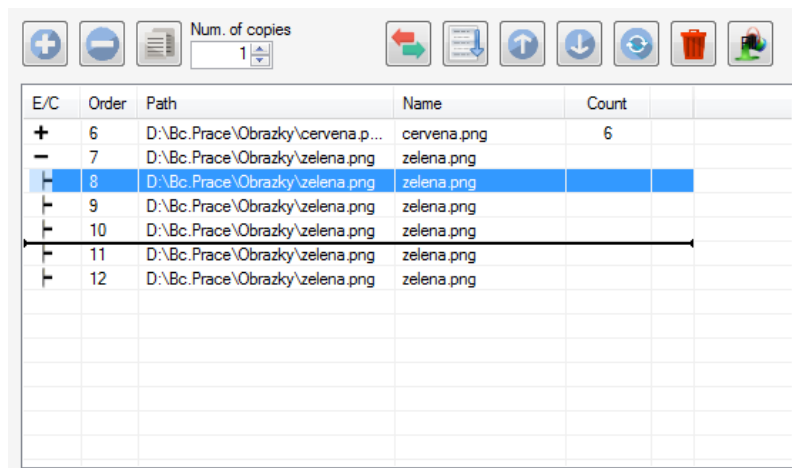 Num. of copies
1
E/C Order Path Name Count
+ 6 D:\Bc.Prace\Obrazky\cervena.p... cervena.png 6
− 7 D:\Bc.Prace\Obrazky\zelena.png zelena.png
8 D:\Bc.Prace\Obrazky\zelena.png zelena.png
9 D:\Bc.Prace\Obrazky\zelena.png zelena.png
10 D:\Bc.Prace\Obrazky\zelena.png zelena.png
11 D:\Bc.Prace\Obrazky\zelena.png zelena.png
12 D:\Bc.Prace\Obrazky\zelena.png zelena.png